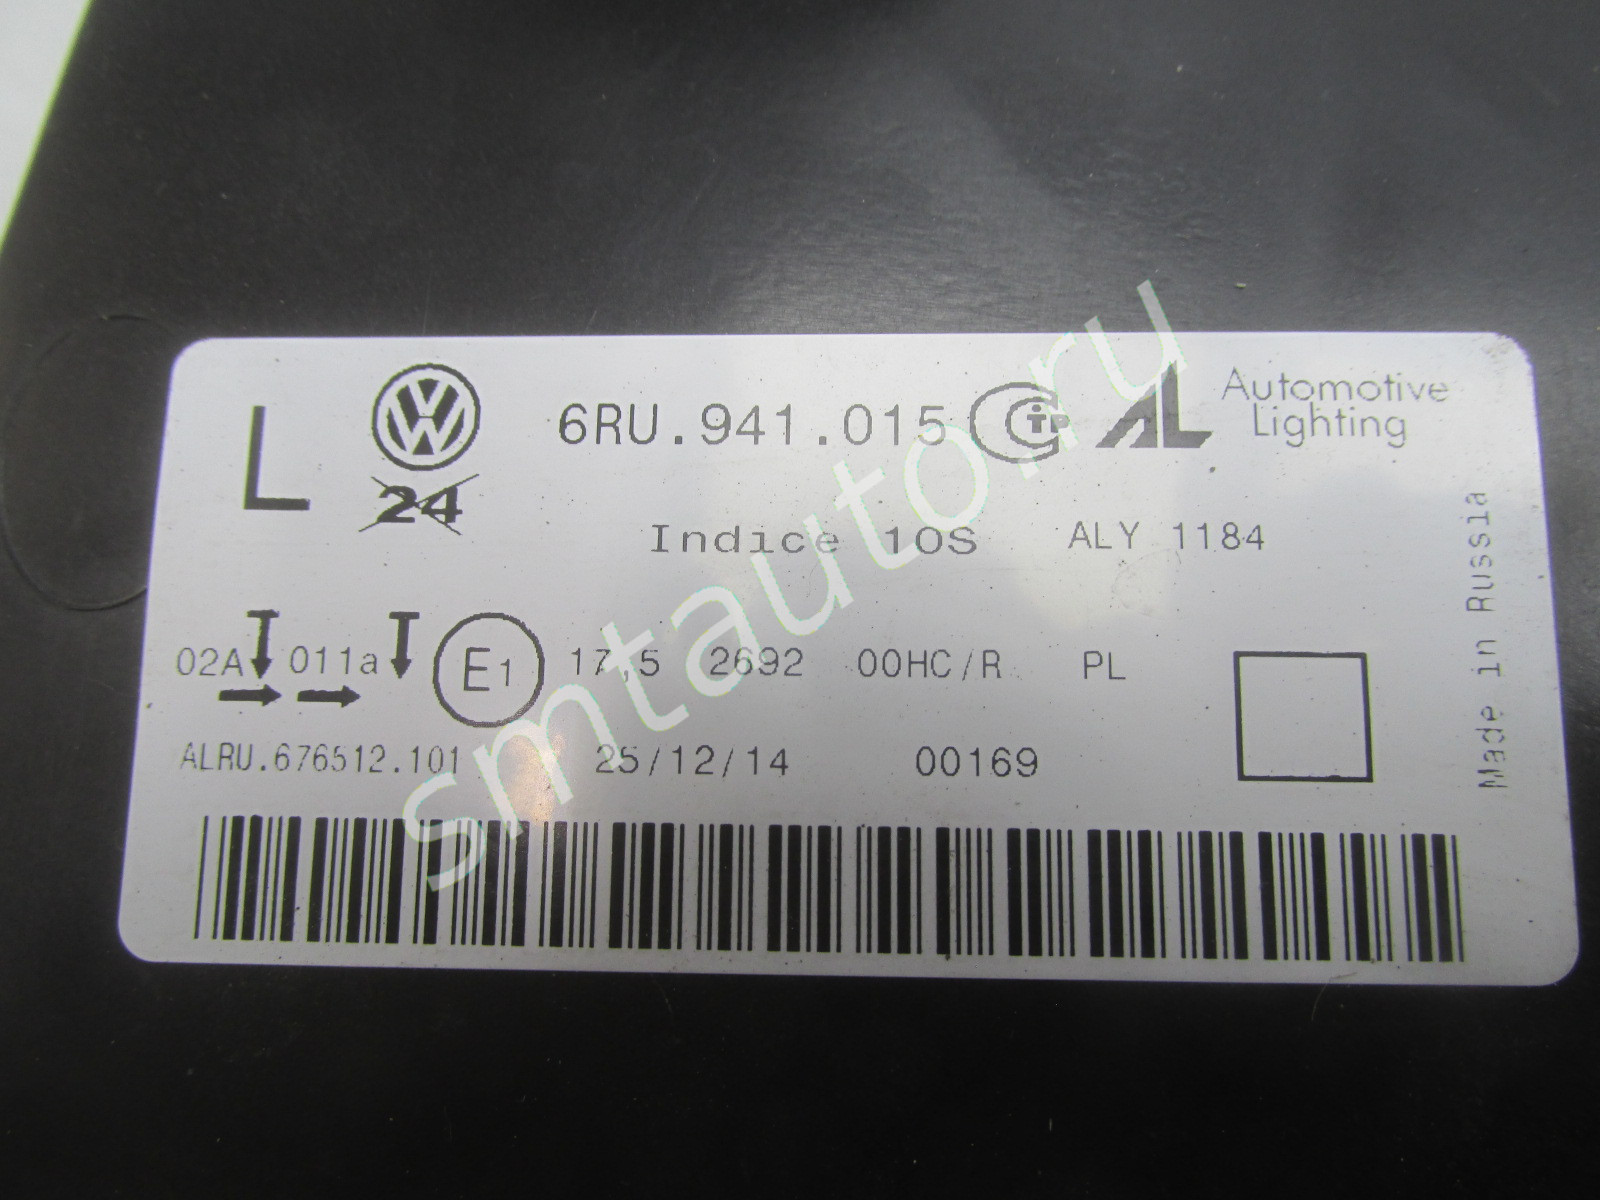 L 24 6RU.941.015 AL Automotive
Lighting
Indice 10S ALY 1184
02A 011a E1 17,5 2692 00HC/R PL
ALRU.676512.101 25/12/14 00169
Made in Russia
smtauto.ru